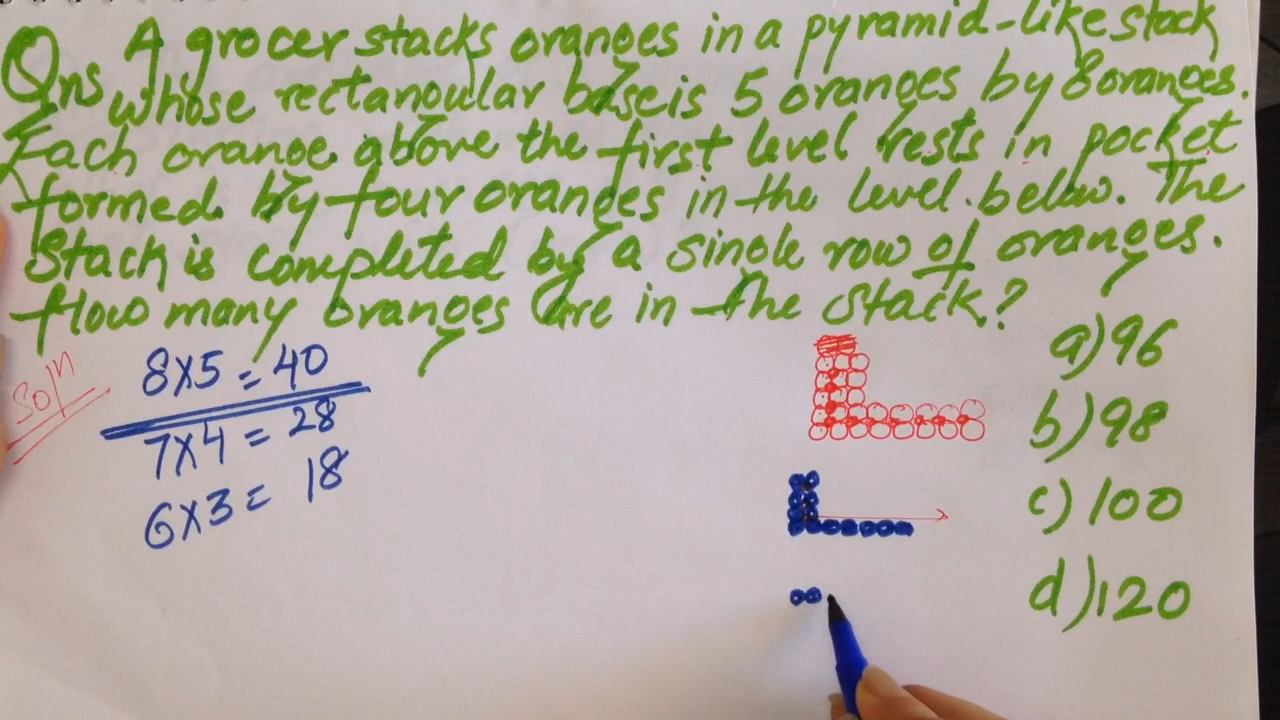 Qns A grocer stacks oranges in a pyramid-like stack
whose rectangular base is 5 oranges by 8 oranges.
Each orange above the first level rests in pocket
formed by four oranges in the level below. The
Stack is completed by a single row of oranges.
How many oranges are in the stack?
Soln
8x5 = 40
7x4 = 28
6x3 = 18
a) 96
b) 98
c) 100
d) 120